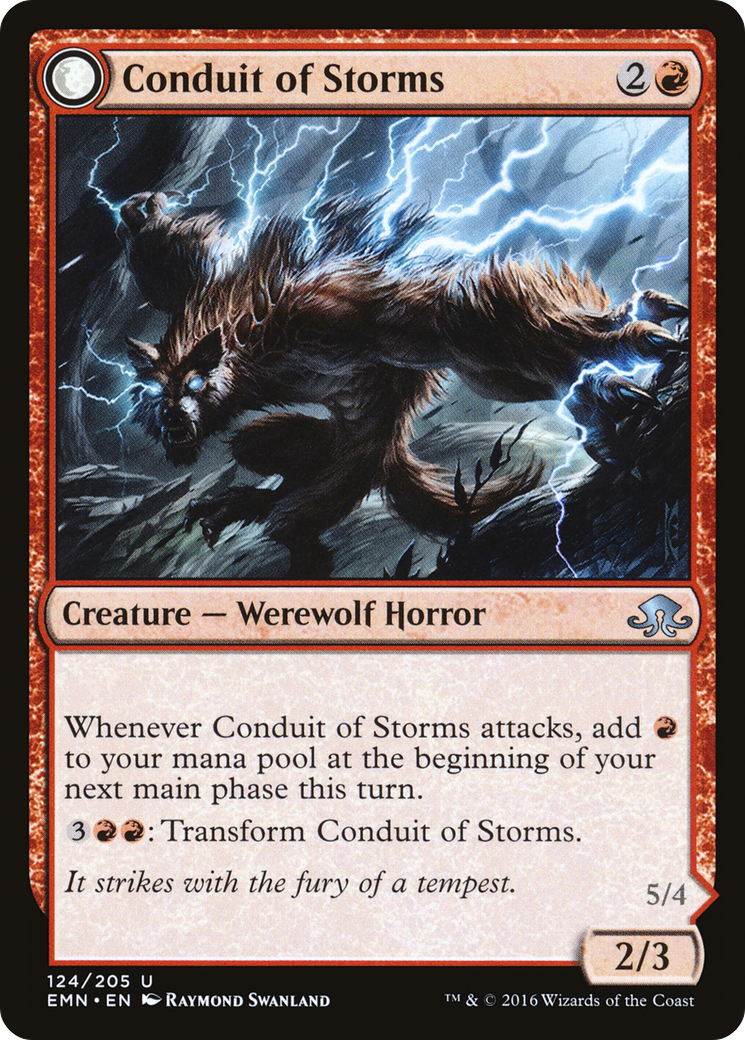 Conduit of Storms 2
Creature — Werewolf Horror
Whenever Conduit of Storms attacks, add
to your mana pool at the beginning of your
next main phase this turn.
3 : Transform Conduit of Storms.
It strikes with the fury of a tempest.
5/4
2/3
124/205 U
EMN • EN RAYMOND SWANLAND
™ & © 2016 Wizards of the Coast